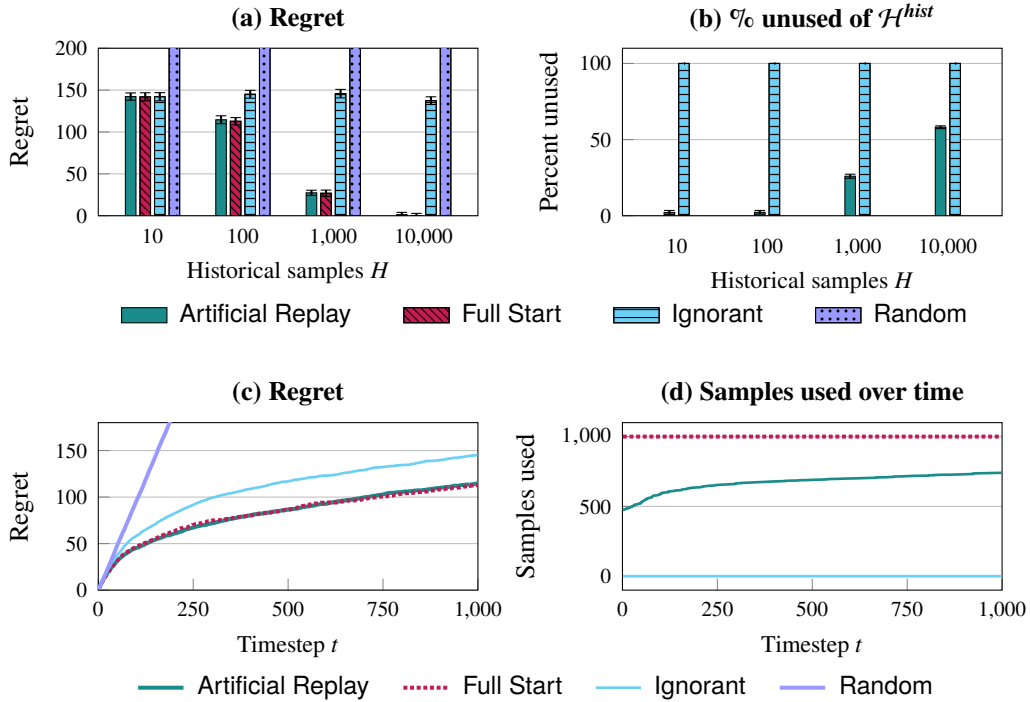 (a) Regret
200
150
100
50
0
Regret
10 100 1,000 10,000
Historical samples H
(b) % unused of ℋ^hist
100
50
0
Percent unused
10 100 1,000 10,000
Historical samples H
Artificial Replay Full Start Ignorant Random
(c) Regret
150
100
50
0
Regret
0 250 500 750 1,000
Timestep t
(d) Samples used over time
1,000
500
0
Samples used
0 250 500 750 1,000
Timestep t
Artificial Replay Full Start Ignorant Random